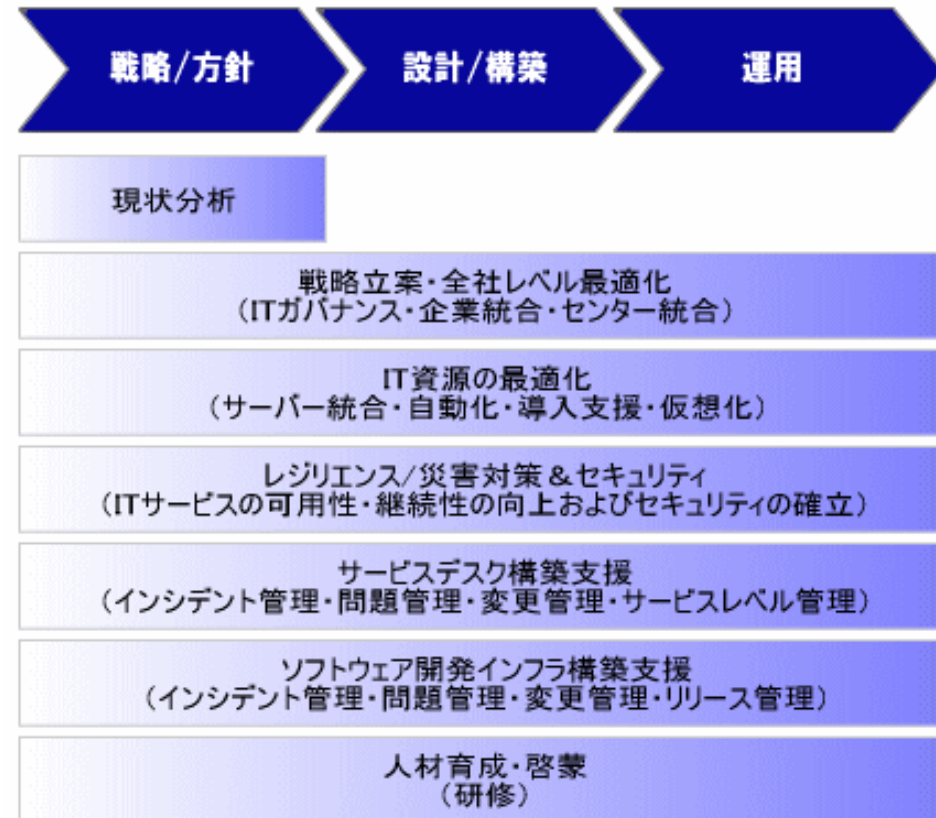 戦略/方針
設計/構築
運用
現状分析
戦略立案・全社レベル最適化
（ITガバナンス・企業統合・センター統合）
IT資源の最適化
（サーバー統合・自動化・導入支援・仮想化）
レジリエンス/災害対策＆セキュリティ
（ITサービスの可用性・継続性の向上およびセキュリティの確立）
サービスデスク構築支援
（インシデント管理・問題管理・変更管理・サービスレベル管理）
ソフトウェア開発インフラ構築支援
（インシデント管理・問題管理・変更管理・リリース管理）
人材育成・啓蒙
（研修）